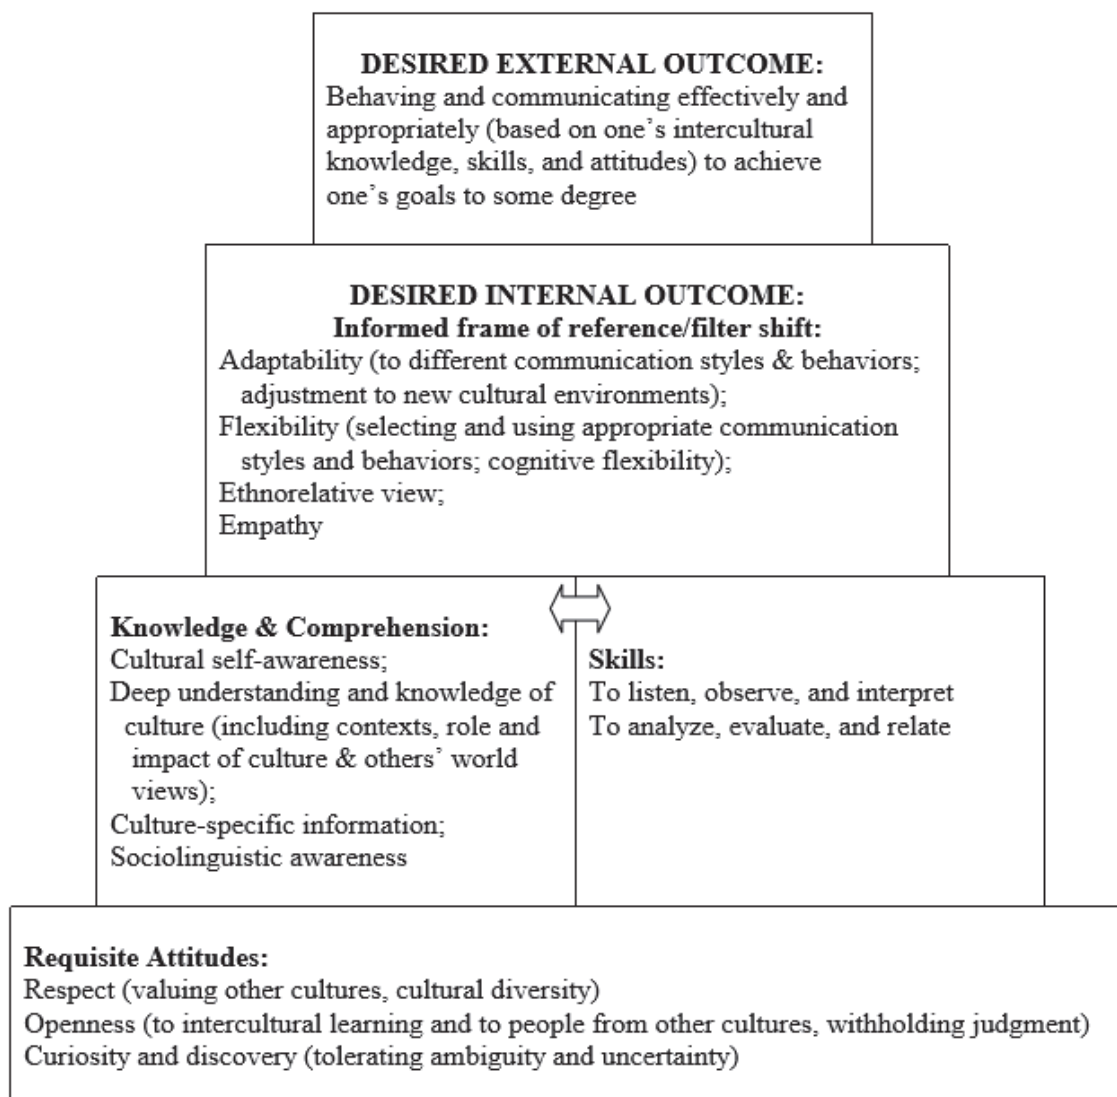 DESIRED EXTERNAL OUTCOME:
Behaving and communicating effectively and
appropriately (based on one's intercultural
knowledge, skills, and attitudes) to achieve
one's goals to some degree
DESIRED INTERNAL OUTCOME:
Informed frame of reference/filter shift:
Adaptability (to different communication styles & behaviors;
adjustment to new cultural environments);
Flexibility (selecting and using appropriate communication
styles and behaviors; cognitive flexibility);
Ethnorelative view;
Empathy
Knowledge & Comprehension:
Cultural self-awareness;
Deep understanding and knowledge of
culture (including contexts, role and
impact of culture & others' world
views);
Culture-specific information;
Sociolinguistic awareness
Skills:
To listen, observe, and interpret
To analyze, evaluate, and relate
Requisite Attitudes:
Respect (valuing other cultures, cultural diversity)
Openness (to intercultural learning and to people from other cultures, withholding judgment)
Curiosity and discovery (tolerating ambiguity and uncertainty)